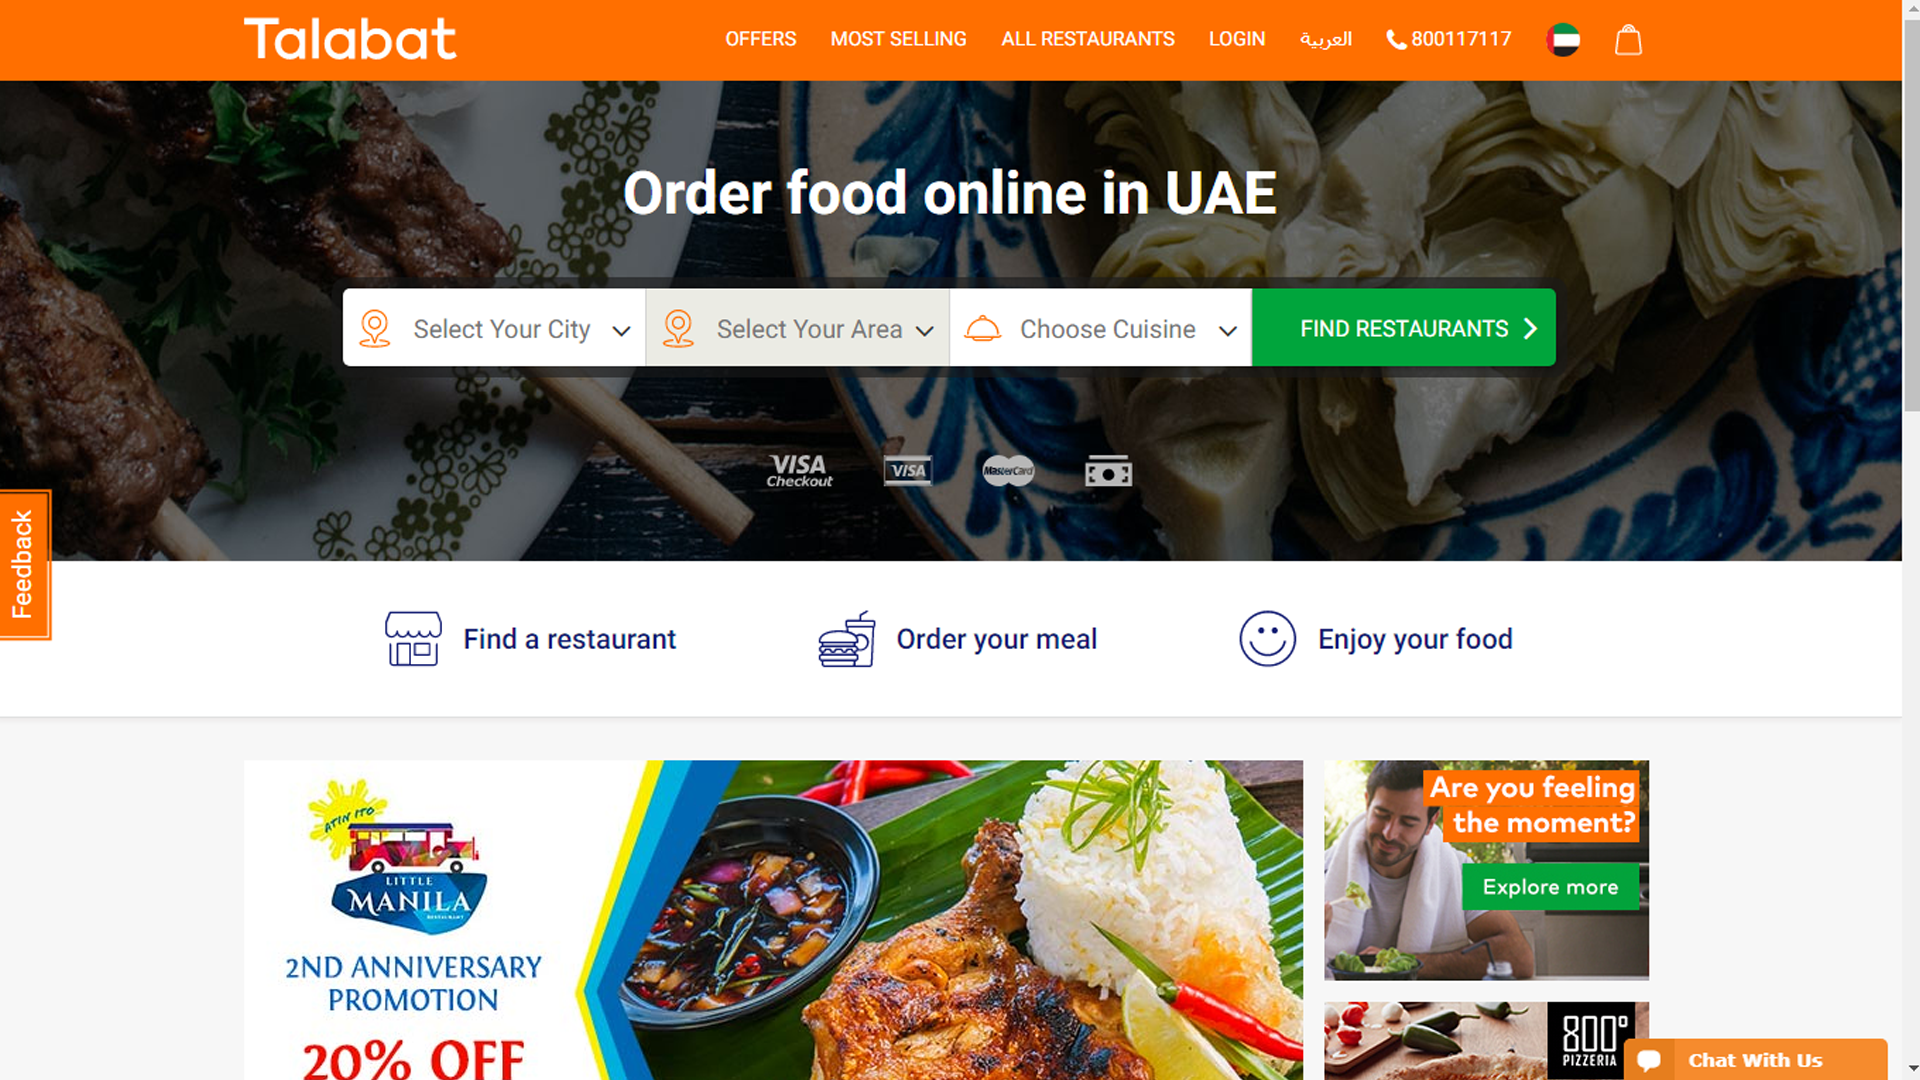 Talabat
OFFERS
MOST SELLING
ALL RESTAURANTS
LOGIN
العربية
800117117
Order food online in UAE
Select Your City
Select Your Area
Choose Cuisine
FIND RESTAURANTS
VISA
Checkout
VISA
MasterCard
Feedback
Find a restaurant
Order your meal
Enjoy your food
ATIN ITO
LITTLE
MANILA
RESTAURANT
2ND ANNIVERSARY
PROMOTION
20% OFF
Are you feeling
the moment?
Explore more
800°
PIZZERIA
Chat With Us